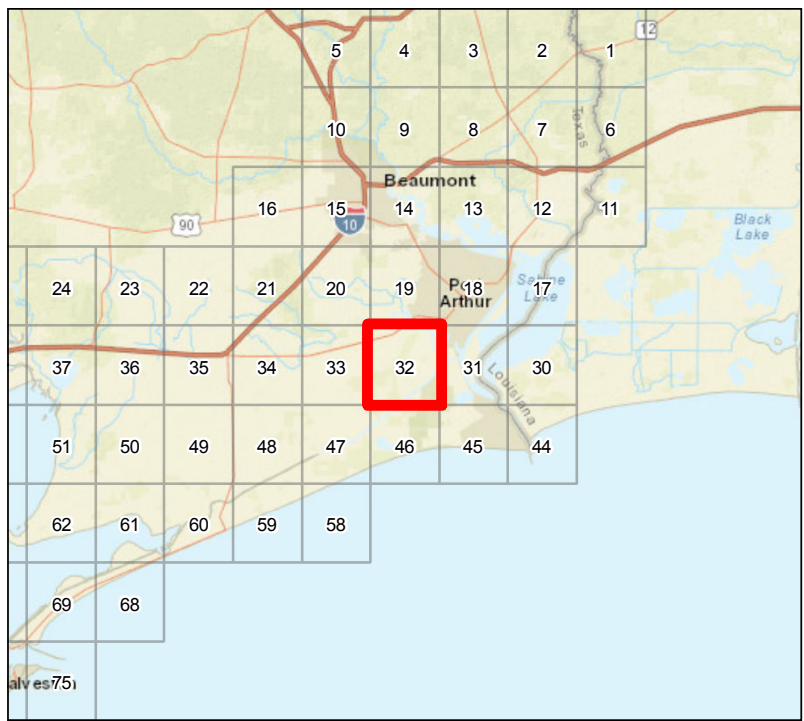 12
5 4 3 2 1
10 9 8 7 6
Texas
Beaumont
16 15 14 13 12 11
90
10
Black
Lake
24 23 22 21 20 19 18 17
Port
Arthur
Sabine
Lake
37 36 35 34 33 32 31 30
Louisiana
51 50 49 48 47 46 45 44
62 61 60 59 58
69 68
alveston
75